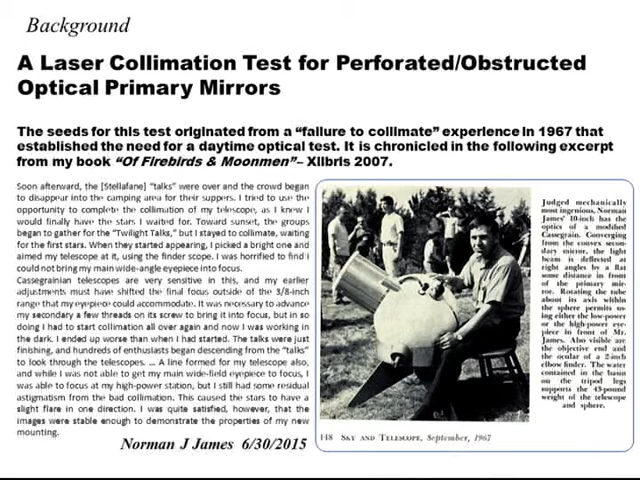 Background
A Laser Collimation Test for Perforated/Obstructed
Optical Primary Mirrors
The seeds for this test originated from a “failure to collimate” experience in 1967 that
established the need for a daytime optical test. It is chronicled in the following excerpt
from my book “Of Firebirds & Moonmen”– Xlibris 2007.
Soon afterward, the [Stellafane] “talks” were over and the crowd began
to disappear into the camping area for their suppers. I tried to use the
opportunity to complete the collimation of my telescope, as I knew I
would finally have the stars I waited for. Toward sunset, the groups
began to gather for the “Twilight Talks,” but I stayed to collimate, waiting
for the first stars. When they started appearing, I picked a bright one and
aimed my telescope at it, using the finder scope. I was horrified to find I
could not bring my main wide-angle eyepiece into focus.
Cassegrainian telescopes are very sensitive in this, and my earlier
adjustments must have shifted the final focus outside of the 3/8-inch
range that my eyepiece could accommodate. It was necessary to advance
my secondary a few threads on its screw to bring it into focus, but in so
doing I had to start collimation all over again and now I was working in
the dark. I ended up worse than when I had started. The talks were just
finishing, and hundreds of enthusiasts began descending from the “talks”
to look through the telescopes. ... A line formed for my telescope also,
and while I was not able to get my main wide-field eyepiece to focus, I
was able to focus at my high-power station, but I still had some residual
astigmatism from the bad collimation. This caused the stars to have a
slight flare in one direction. I was quite satisfied, however, that the
images were stable enough to demonstrate the properties of my new
mounting.
Norman J James 6/30/2015
Judged mechanically
most ingenious, Norman
James' 10-inch has the
optics of a modified
Cassegrain. Converging
from the convex secon-
dary mirror, the light
beam is deflected at
right angles by a flat
some distance in front
of the primary mir-
ror. Rotating the tube
about its axis within
the sphere permits us-
ing either the low-power
or the high-power eye-
piece in front of Mr.
James. Also visible are
the objective end and
the ocular of a 2-inch
elbow finder. The water
contained in the basin
on the tripod legs
supports the 45-pound
weight of the telescope
and sphere.
148 SKY AND TELESCOPE, September, 1967